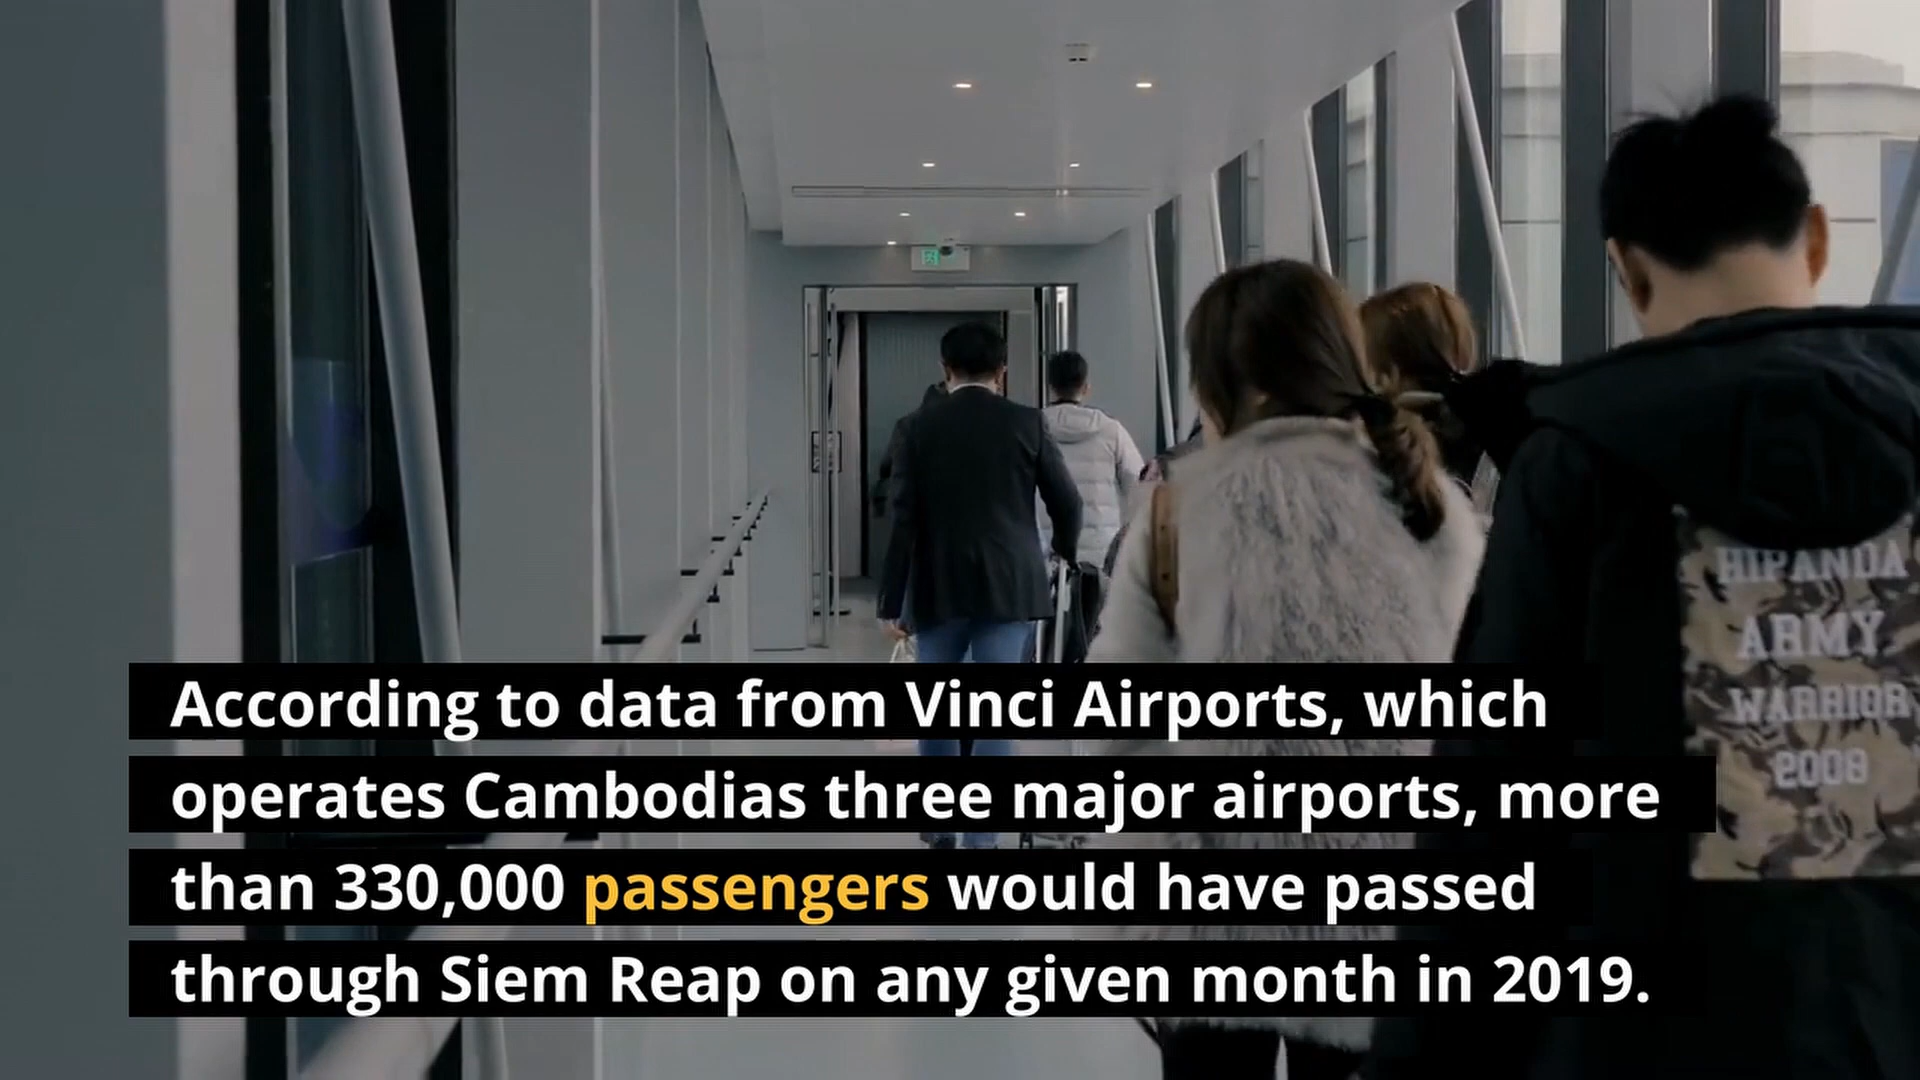 HIPANDA
ARMY
WARRIOR
2008
According to data from Vinci Airports, which
operates Cambodias three major airports, more
than 330,000 passengers would have passed
through Siem Reap on any given month in 2019.